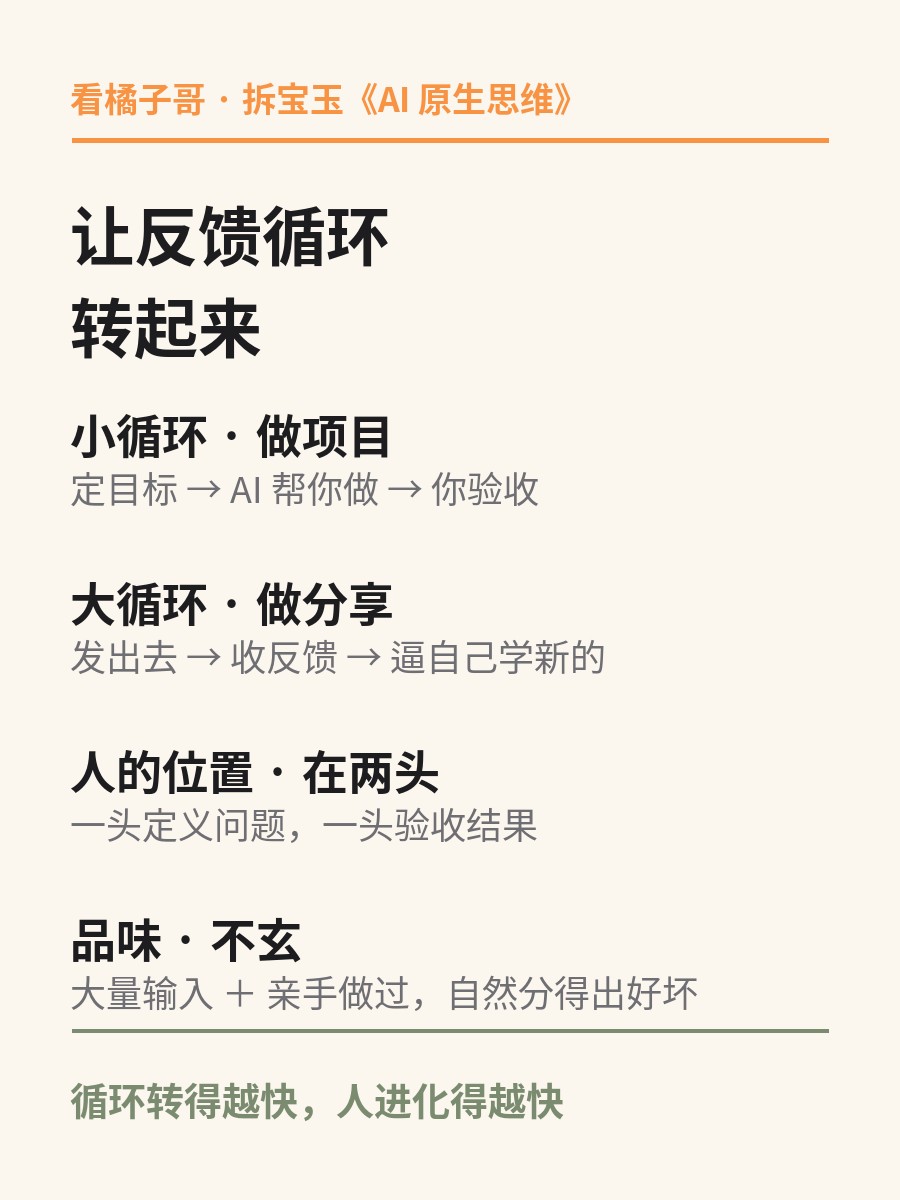 看橘子哥 · 拆宝玉《AI 原生思维》
让反馈循环
转起来
小循环 · 做项目
定目标 → AI 帮你做 → 你验收
大循环 · 做分享
发出去 → 收反馈 → 逼自己学新的
人的位置 · 在两头
一头定义问题，一头验收结果
品味 · 不玄
大量输入 ＋ 亲手做过，自然分得出好坏
循环转得越快，人进化得越快